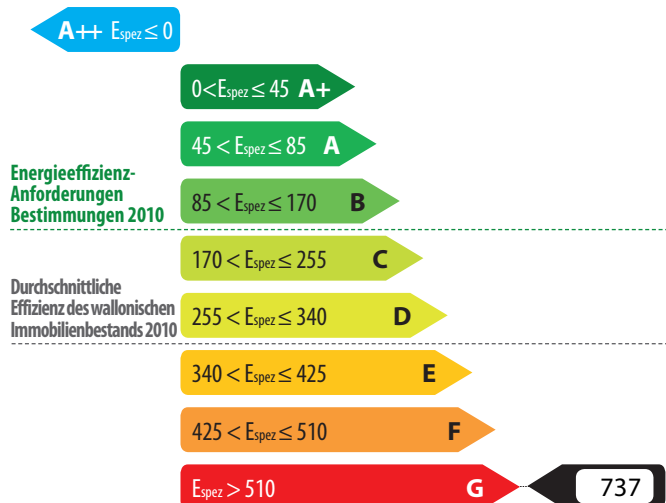 A++ Espez ≤ 0
0<Espez ≤ 45 A+
45 < Espez ≤ 85 A
Energieeffizienz-
Anforderungen
Bestimmungen 2010
85 < Espez ≤ 170 B
170 < Espez ≤ 255 C
Durchschnittliche
Effizienz des wallonischen
Immobilienbestands 2010
255 < Espez ≤ 340 D
340 < Espez ≤ 425 E
425 < Espez ≤ 510 F
Espez > 510 G 737